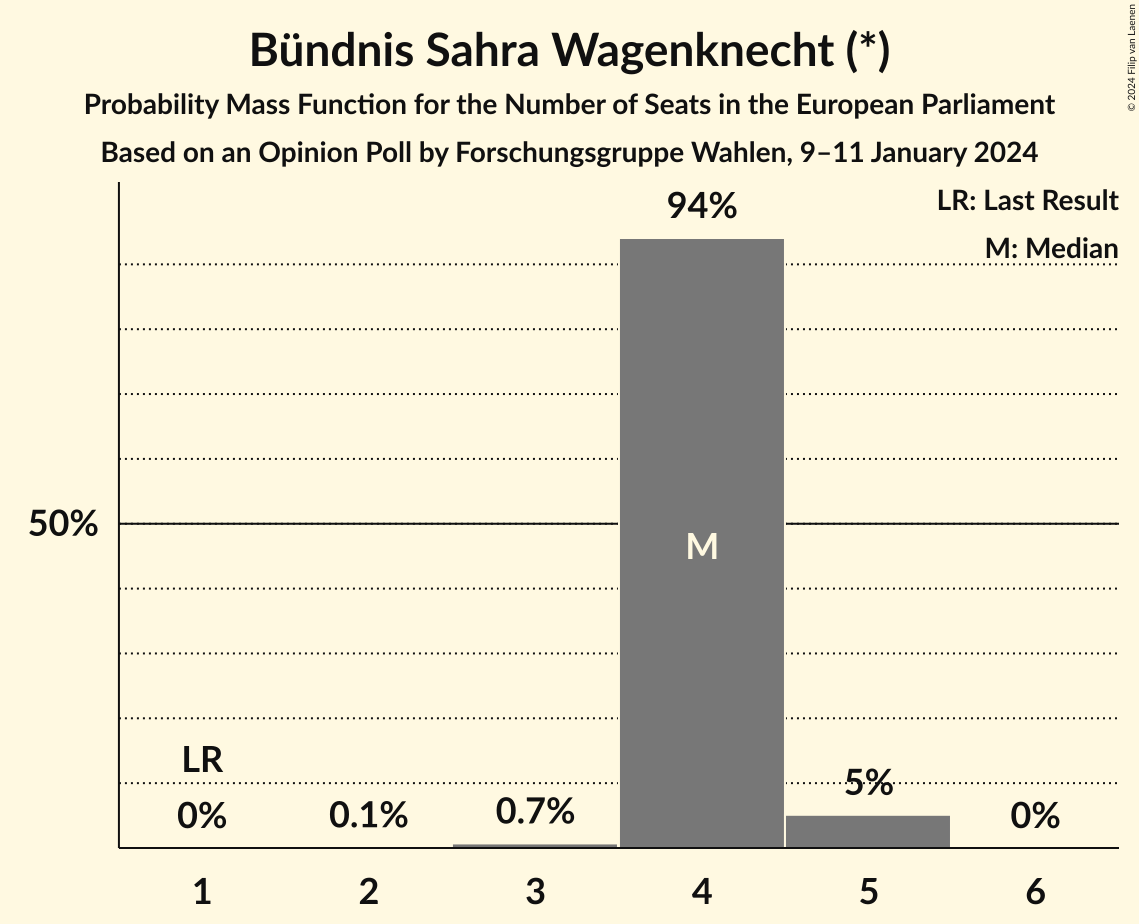 Bündnis Sahra Wagenknecht (*)
Probability Mass Function for the Number of Seats in the European Parliament
Based on an Opinion Poll by Forschungsgruppe Wahlen, 9–11 January 2024
© 2024 Filip van Laenen
LR: Last Result
M: Median
94%
50%
M
LR
0%
0.1%
0.7%
5%
0%
1 2 3 4 5 6